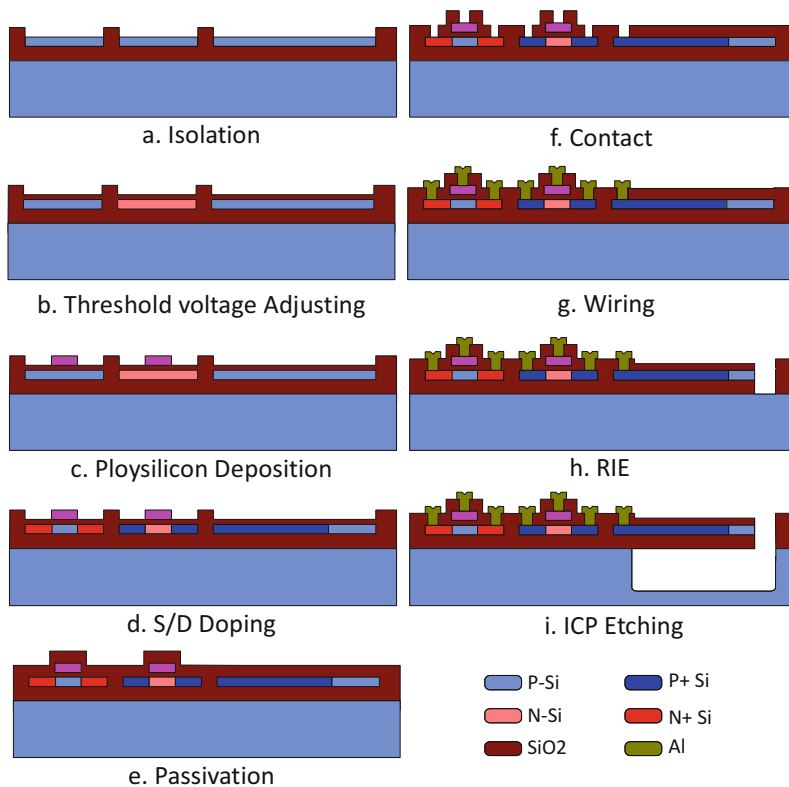 a. Isolation
b. Threshold voltage Adjusting
c. Ploysilicon Deposition
d. S/D Doping
e. Passivation
f. Contact
g. Wiring
h. RIE
i. ICP Etching
P-Si
P+ Si
N-Si
N+ Si
SiO2
Al